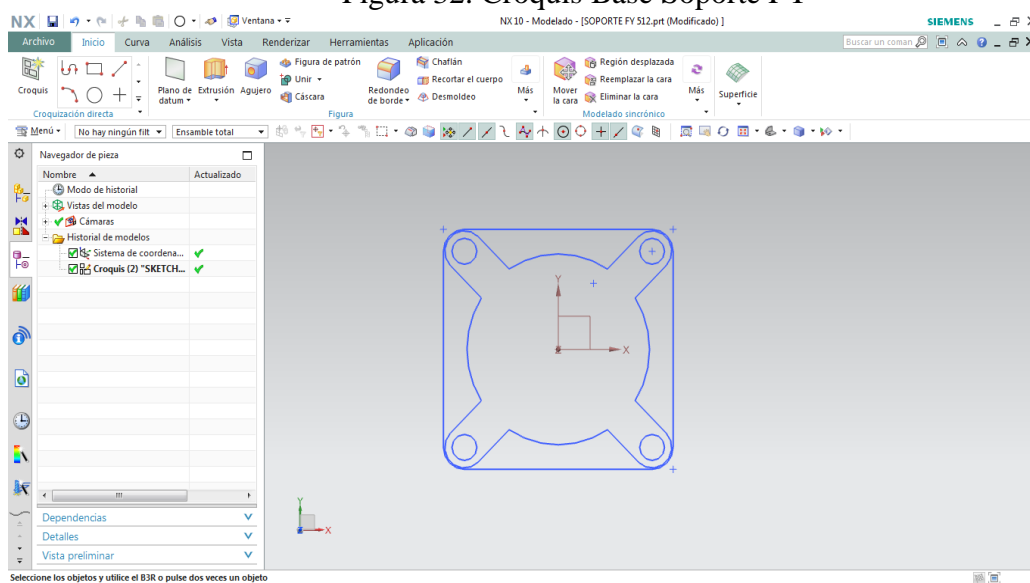 Figura 32. Croquis Base Soporte FY
NX Ventana NX 10 - Modelado - [SOPORTE FY 512.prt (Modificado) ] SIEMENS
Archivo Inicio Curva Análisis Vista Renderizar Herramientas Aplicación Buscar un coman
Croquis
Croquización directa
Plano de datum
Extrusión
Agujero
Figura de patrón
Unir
Cáscara
Redondeo de borde
Chaflán
Recortar el cuerpo
Desmoldeo
Más
Figura
Mover la cara
Región desplazada
Reemplazar la cara
Eliminar la cara
Más
Modelado sincrónico
Superficie
Menú No hay ningún filt Ensamble total
Navegador de pieza
Nombre Actualizado
Modo de historial
Vistas del modelo
Cámaras
Historial de modelos
Sistema de coordena...
Croquis (2) "SKETCH...
Dependencias
Detalles
Vista preliminar
Y
X
Y
X
Seleccione los objetos y utilice el B3R o pulse dos veces un objeto